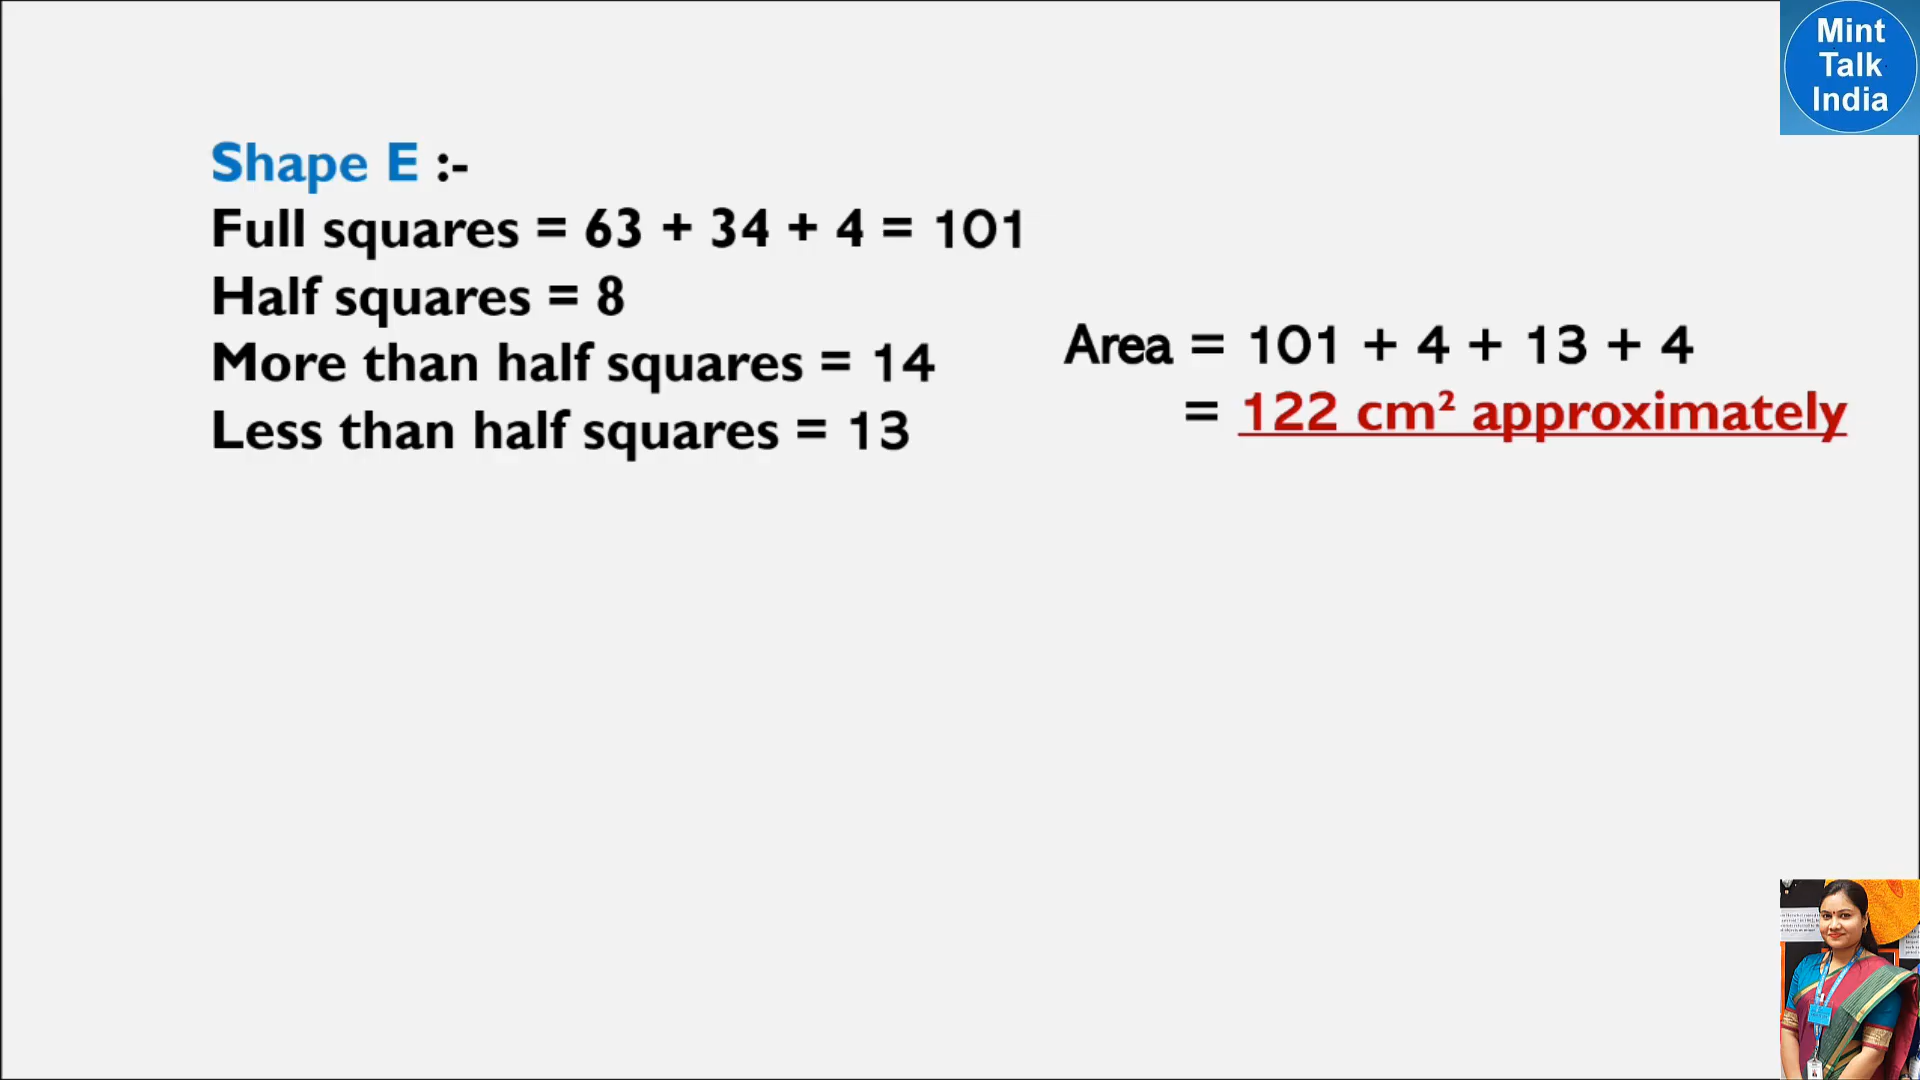 Mint
Talk
India
Shape E :-
Full squares = 63 + 34 + 4 = 101
Half squares = 8
More than half squares = 14
Less than half squares = 13
Area = 101 + 4 + 13 + 4
= 122 cm² approximately